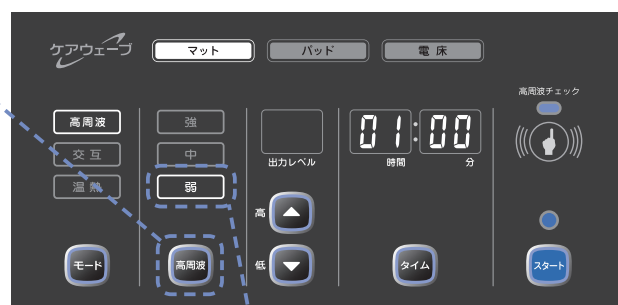 ケアウェーブ
マット
パッド
電床
高周波チェック
高周波
交互
温熱
強
中
弱
出力レベル
01:00
時間
分
高
低
モード
高周波
タイム
スタート